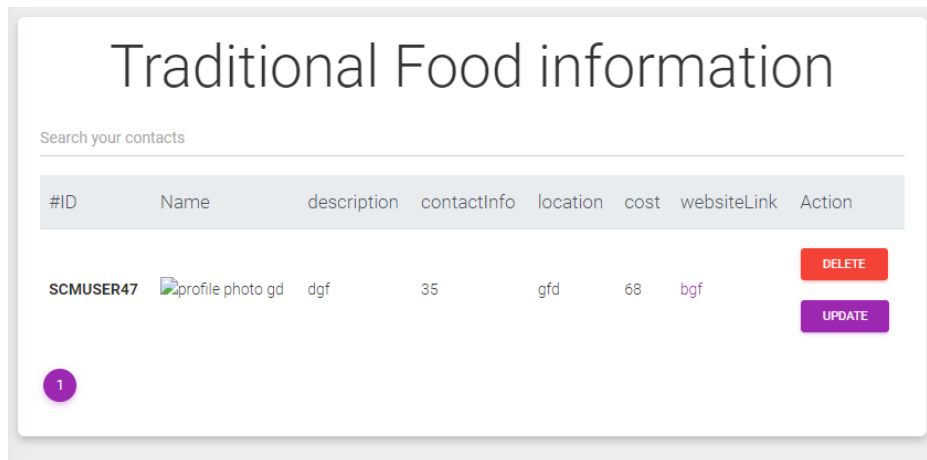 Traditional Food information
Search your contacts
#ID Name description contactInfo location cost websiteLink Action
DELETE
SCMUSER47 profile photo gd dgf 35 gfd 68 bgf
UPDATE
1